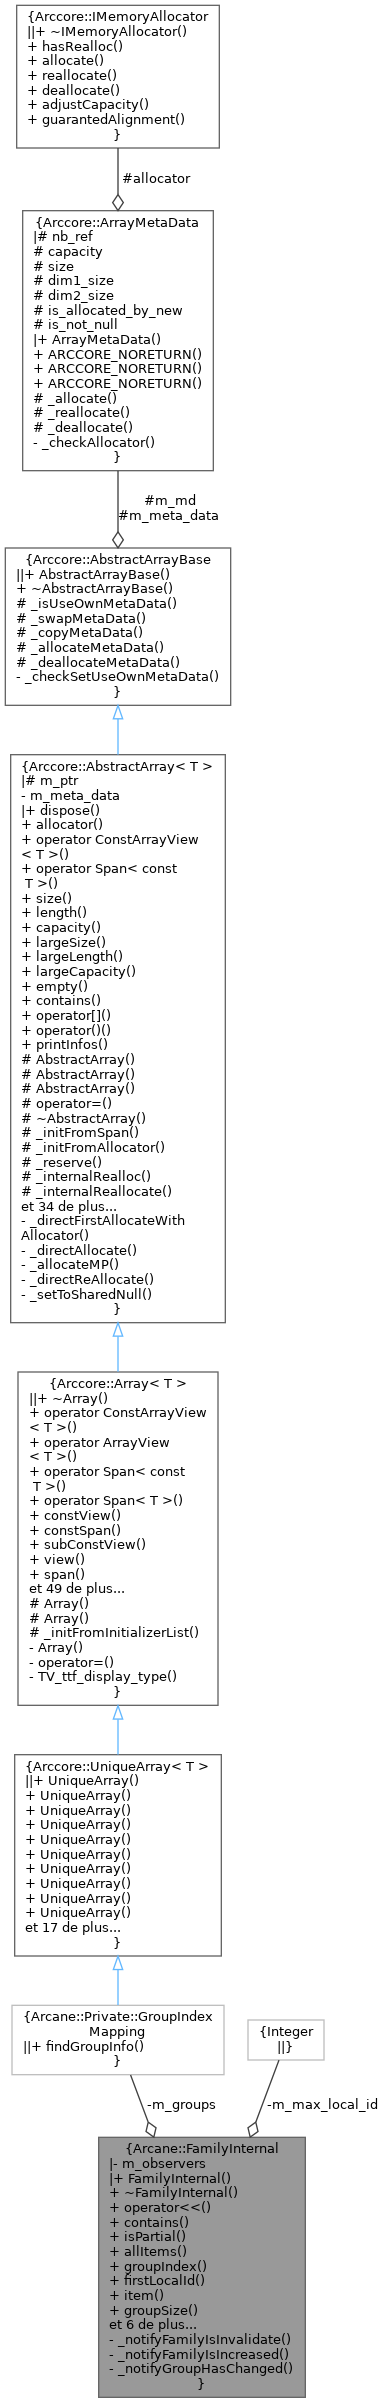 {Arccore::IMemoryAllocator
||+ ~IMemoryAllocator()
+ hasRealloc()
+ allocate()
+ reallocate()
+ deallocate()
+ adjustCapacity()
+ guarantedAlignment()
}
#allocator
{Arccore::ArrayMetaData
|# nb_ref
# capacity
# size
# dim1_size
# dim2_size
# is_allocated_by_new
# is_not_null
|+ ArrayMetaData()
+ ARCCORE_NORETURN()
+ ARCCORE_NORETURN()
+ ARCCORE_NORETURN()
# _allocate()
# _reallocate()
# _deallocate()
- _checkAllocator()
}
#m_md
#m_meta_data
{Arccore::AbstractArrayBase
||+ AbstractArrayBase()
+ ~AbstractArrayBase()
# _isUseOwnMetaData()
# _swapMetaData()
# _copyMetaData()
# _allocateMetaData()
# _deallocateMetaData()
- _checkSetUseOwnMetaData()
}
{Arccore::AbstractArray< T >
|# m_ptr
- m_meta_data
|+ dispose()
+ allocator()
+ operator ConstArrayView
< T >()
+ operator Span< const
T >()
+ size()
+ length()
+ capacity()
+ largeSize()
+ largeLength()
+ largeCapacity()
+ empty()
+ contains()
+ operator[]()
+ operator()()
+ printInfos()
# AbstractArray()
# AbstractArray()
# AbstractArray()
# operator=()
# ~AbstractArray()
# _initFromSpan()
# _initFromAllocator()
# _reserve()
# _internalRealloc()
# _internalReallocate()
et 34 de plus...
- _directFirstAllocateWith
Allocator()
- _directAllocate()
- _allocateMP()
- _directReAllocate()
- _setToSharedNull()
}
{Arccore::Array< T >
||+ ~Array()
+ operator ConstArrayView
< T >()
+ operator ArrayView
< T >()
+ operator Span< const
T >()
+ operator Span< T >()
+ constView()
+ constSpan()
+ subConstView()
+ view()
+ span()
et 49 de plus...
# Array()
# Array()
# _initFromInitializerList()
- Array()
- operator=()
- TV_ttf_display_type()
}
{Arccore::UniqueArray< T >
||+ UniqueArray()
+ UniqueArray()
+ UniqueArray()
+ UniqueArray()
+ UniqueArray()
+ UniqueArray()
+ UniqueArray()
+ UniqueArray()
+ UniqueArray()
+ UniqueArray()
et 17 de plus...
}
{Arcane::Private::GroupIndex
Mapping
||+ findGroupInfo()
}
{Integer
||}
-m_groups
-m_max_local_id
{Arcane::FamilyInternal
|- m_observers
|+ FamilyInternal()
+ ~FamilyInternal()
+ operator<<()
+ contains()
+ isPartial()
+ allItems()
+ groupIndex()
+ firstLocalId()
+ item()
+ groupSize()
et 6 de plus...
- _notifyFamilyIsInvalidate()
- _notifyFamilyIsIncreased()
- _notifyGroupHasChanged()
}